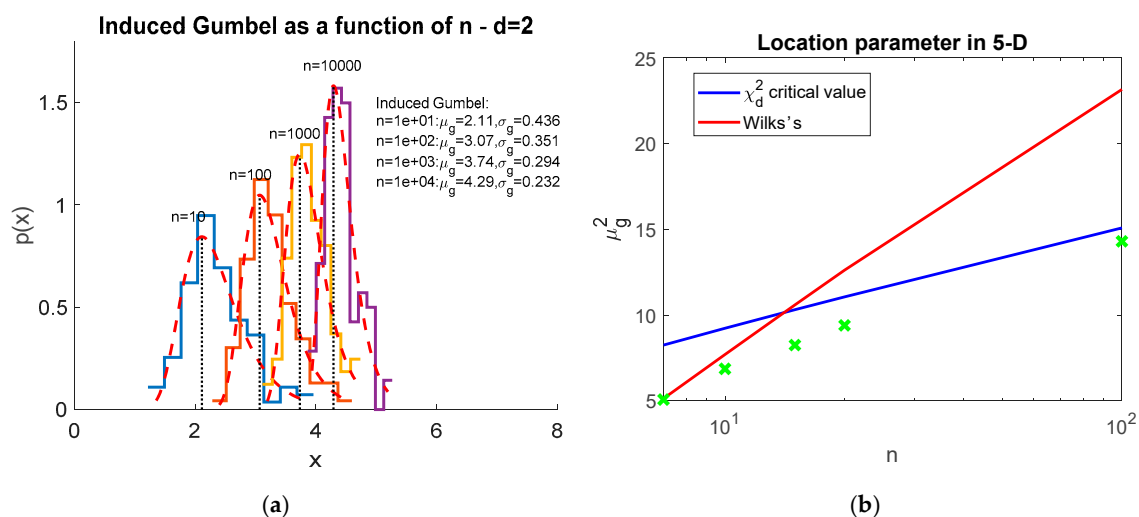 Induced Gumbel as a function of n - d=2
n=10000
n=1000
n=100
n=10
Induced Gumbel:
n=1e+01:μg=2.11,σg=0.436
n=1e+02:μg=3.07,σg=0.351
n=1e+03:μg=3.74,σg=0.294
n=1e+04:μg=4.29,σg=0.232
p(x)
1.5
1
0.5
0
0 2 4 6 8
x
(a)
Location parameter in 5-D
χ²d critical value
Wilks's
μ²g
25
20
15
10
5
10¹ 10²
n
(b)